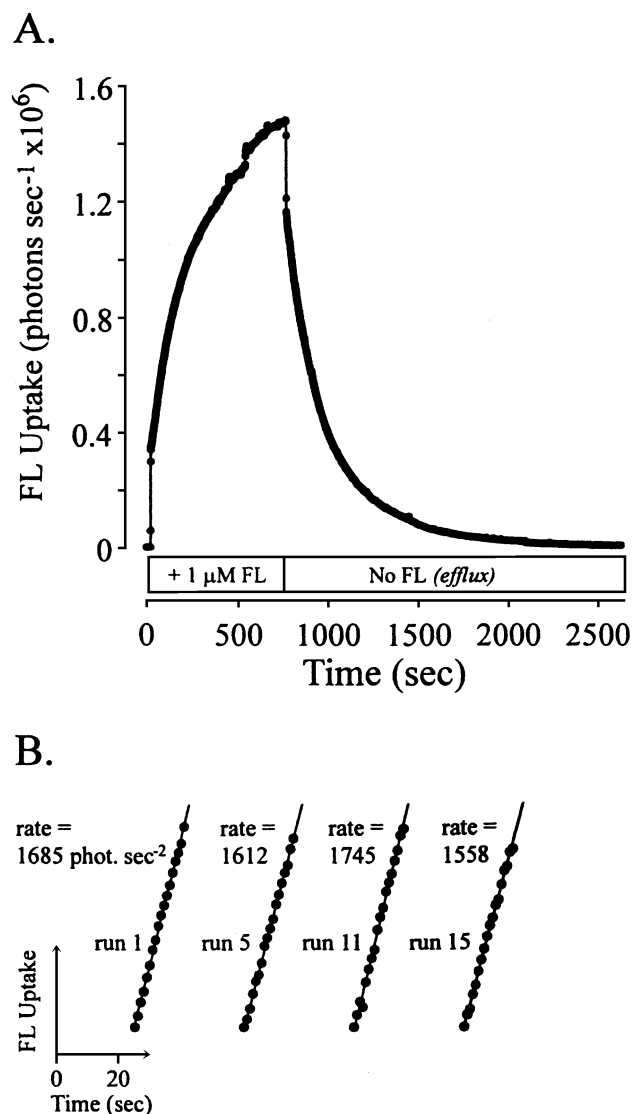 A.
FL Uptake (photons sec⁻¹ x10⁶)
1.6
1.2
0.8
0.4
0
+ 1 µM FL
No FL (efflux)
0 500 1000 1500 2000 2500
Time (sec)
B.
rate =
1685 phot. sec⁻²
run 1
rate =
1612
run 5
rate =
1745
run 11
rate =
1558
run 15
FL Uptake
0 20
Time (sec)